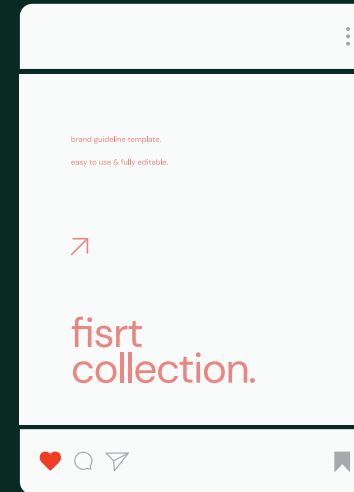 brand guideline template.
easy to use & fully editable.
fisrt
collection.